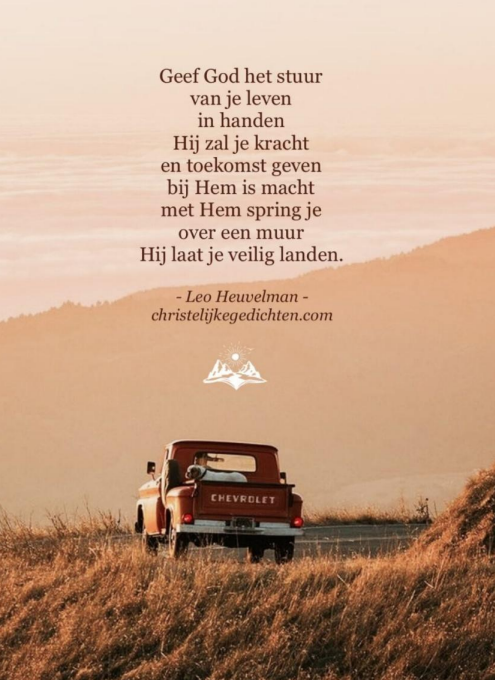 Geef God het stuur
van je leven
in handen
Hij zal je kracht
en toekomst geven
bij Hem is macht
met Hem spring je
over een muur
Hij laat je veilig landen.
- Leo Heuvelman -
christelijkegedichten.com
CHEVROLET